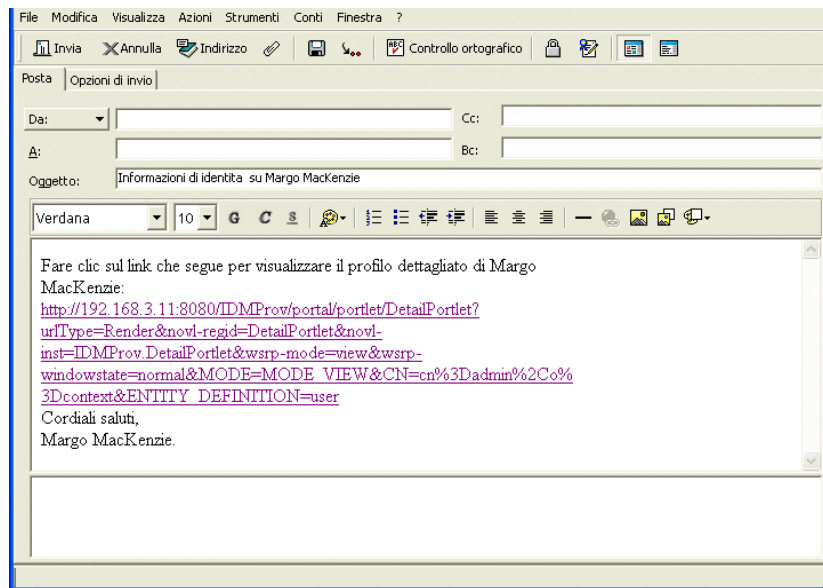 File Modifica Visualizza Azioni Strumenti Conti Finestra ?
Invia Annulla Indirizzo ABC Controllo ortografico
Posta Opzioni di invio
Da: Cc:
A: Bc:
Oggetto: Informazioni di identita su Margo MacKenzie
Verdana 10 G C S
Fare clic sul link che segue per visualizzare il profilo dettagliato di Margo
MacKenzie:
http://192.168.3.11:8080/IDMProv/portal/portlet/DetailPortlet?
urlType=Render&novl-regid=DetailPortlet&novl-
inst=IDMProv.DetailPortlet&wsrp-mode=view&wsrp-
windowstate=normal&MODE=MODE_VIEW&CN=cn%3Dadmin%2Co%
3Dcontext&ENTITY_DEFINITION=user
Cordiali saluti,
Margo MacKenzie.